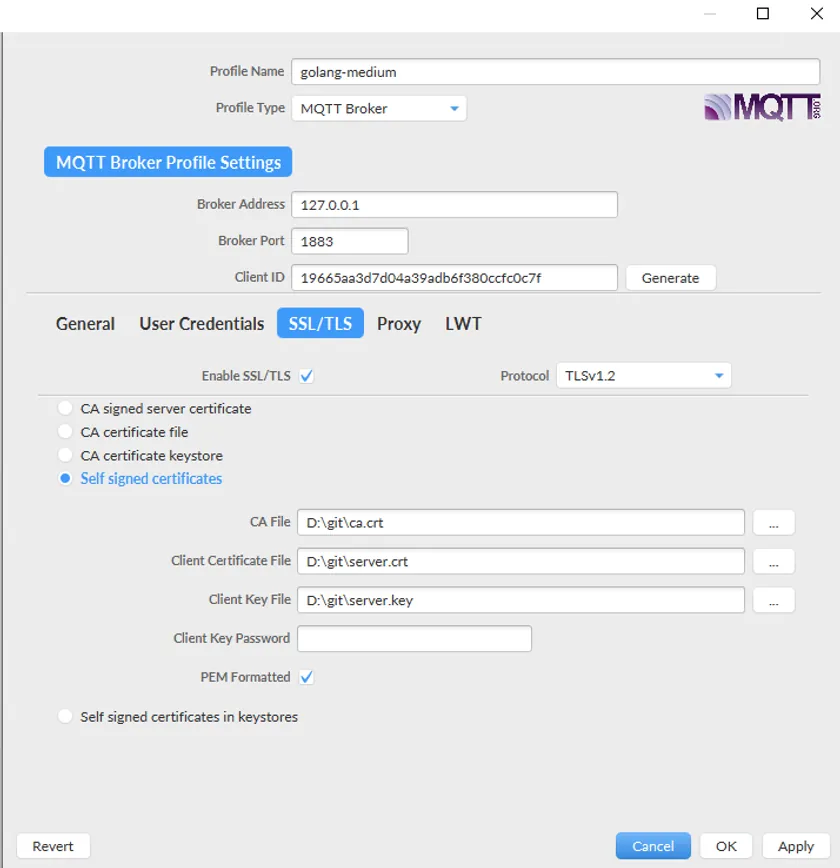 Profile Name golang-medium
Profile Type MQTT Broker
MQTT.ORG
MQTT Broker Profile Settings
Broker Address 127.0.0.1
Broker Port 1883
Client ID 19665aa3d7d04a39adb6f380ccfc0c7f Generate
General User Credentials SSL/TLS Proxy LWT
Enable SSL/TLS Protocol TLSv1.2
CA signed server certificate
CA certificate file
CA certificate keystore
Self signed certificates
CA File D:\git\ca.crt ...
Client Certificate File D:\git\server.crt ...
Client Key File D:\git\server.key ...
Client Key Password
PEM Formatted
Self signed certificates in keystores
Revert Cancel OK Apply